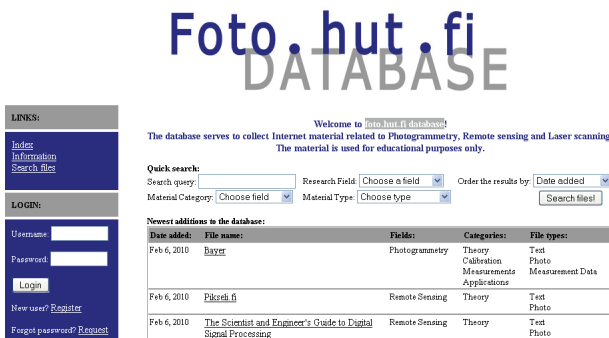 Foto.hut.fi
DATABASE
LINKS:
Index
Information
Search files
LOGIN:
Username:
Password:
Login
New user? Register
Forgot password? Request
Welcome to foto.hut.fi database!
The database serves to collect Internet material related to Photogrammetry, Remote sensing and Laser scanning
The material is used for educational purposes only.
Quick search:
Search query: Research Field: Choose a field Order the results by: Date added
Material Category: Choose field Material Type: Choose type Search files!
Newest additions to the database:
Date added: File name: Fields: Categories: File types:
Feb 6, 2010 Bayer Photogrammetry Theory Text
Calibration Photo
Measurements Measurement Data
Applications
Feb 6, 2010 Pikseli.fi Remote Sensing Theory Text
Photo
Feb 6, 2010 The Scientist and Engineer's Guide to Digital Remote Sensing Theory Text
Signal Processing Photo